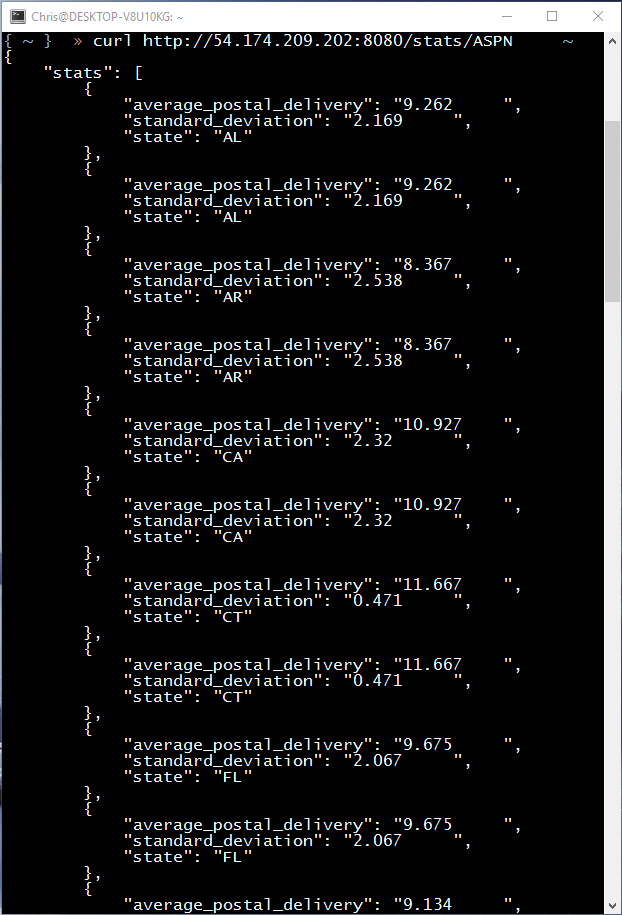 Chris@DESKTOP-V8U10KG: ~
{ ~ }  » curl http://54.174.209.202:8080/stats/ASPN     ~
{
    "stats": [
        {
            "average_postal_delivery": "9.262     ",
            "standard_deviation": "2.169     ",
            "state": "AL"
        },
        {
            "average_postal_delivery": "9.262     ",
            "standard_deviation": "2.169     ",
            "state": "AL"
        },
        {
            "average_postal_delivery": "8.367     ",
            "standard_deviation": "2.538     ",
            "state": "AR"
        },
        {
            "average_postal_delivery": "8.367     ",
            "standard_deviation": "2.538     ",
            "state": "AR"
        },
        {
            "average_postal_delivery": "10.927    ",
            "standard_deviation": "2.32      ",
            "state": "CA"
        },
        {
            "average_postal_delivery": "10.927    ",
            "standard_deviation": "2.32      ",
            "state": "CA"
        },
        {
            "average_postal_delivery": "11.667    ",
            "standard_deviation": "0.471     ",
            "state": "CT"
        },
        {
            "average_postal_delivery": "11.667    ",
            "standard_deviation": "0.471     ",
            "state": "CT"
        },
        {
            "average_postal_delivery": "9.675     ",
            "standard_deviation": "2.067     ",
            "state": "FL"
        },
        {
            "average_postal_delivery": "9.675     ",
            "standard_deviation": "2.067     ",
            "state": "FL"
        },
        {
            "average_postal_delivery": "9.134     ",